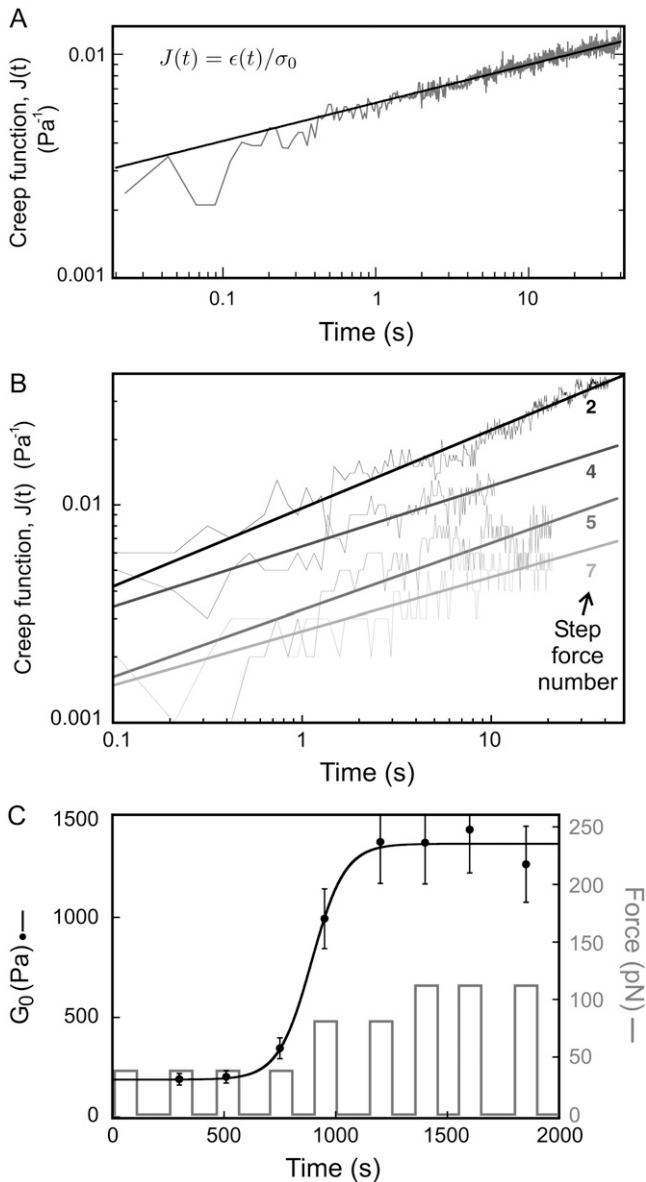 A
Creep function, J(t)
(Pa⁻¹)
0.01
0.001
J(t) = ϵ(t)/σ₀
0.1
1
10
Time (s)
B
Creep function, J(t) (Pa⁻¹)
0.01
0.001
2
4
5
7
Step
force
number
0.1
1
10
Time (s)
C
G₀(Pa)
1500
1000
500
0
250
200
150
100
50
0
Force (pN)
0
500
1000
1500
2000
Time (s)